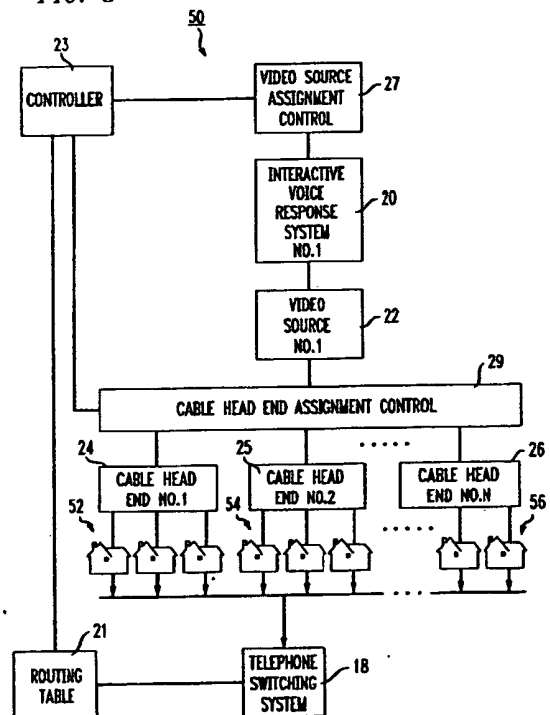 50
23
CONTROLLER
VIDEO SOURCE
ASSIGNMENT
CONTROL
27
INTERACTIVE
VOICE
RESPONSE
SYSTEM
NO.1
20
VIDEO
SOURCE
NO.1
22
29
CABLE HEAD END ASSIGNMENT CONTROL
24
CABLE HEAD
END NO.1
25
CABLE HEAD
END NO.2
26
CABLE HEAD
END NO.N
52
54
56
21
ROUTING
TABLE
TELEPHONE
SWITCHING
SYSTEM
18